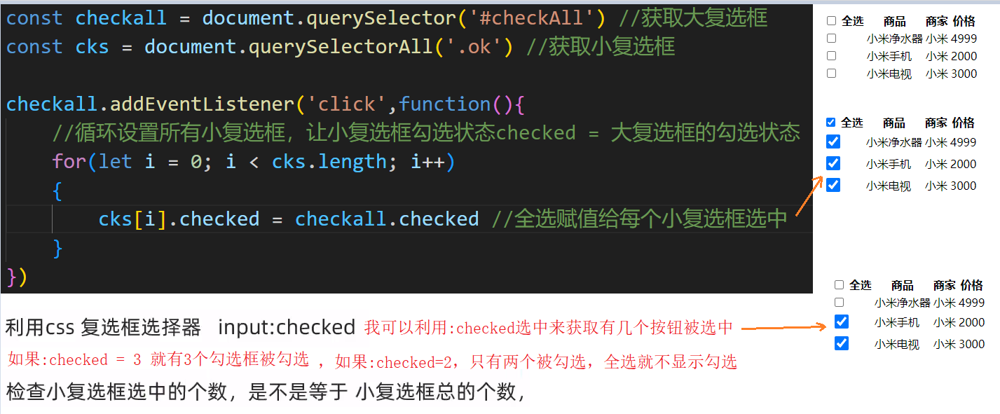 const checkall = document.querySelector('#checkAll') //获取大复选框
const cks = document.querySelectorAll('.ok') //获取小复选框
checkall.addEventListener('click',function(){
//循环设置所有小复选框，让小复选框勾选状态checked = 大复选框的勾选状态
for(let i = 0; i < cks.length; i++)
{
cks[i].checked = checkall.checked //全选赋值给每个小复选框选中
}
})
全选 商品 商家 价格
小米净水器 小米 4999
小米手机 小米 2000
小米电视 小米 3000
全选 商品 商家 价格
小米净水器 小米 4999
小米手机 小米 2000
小米电视 小米 3000
全选 商品 商家 价格
小米净水器 小米 4999
小米手机 小米 2000
小米电视 小米 3000
利用css 复选框选择器 input:checked 我可以利用:checked选中来获取有几个按钮被选中
如果:checked = 3 就有3个勾选框被勾选 ，如果:checked=2，只有两个被勾选，全选就不显示勾选
检查小复选框选中的个数，是不是等于 小复选框总的个数，